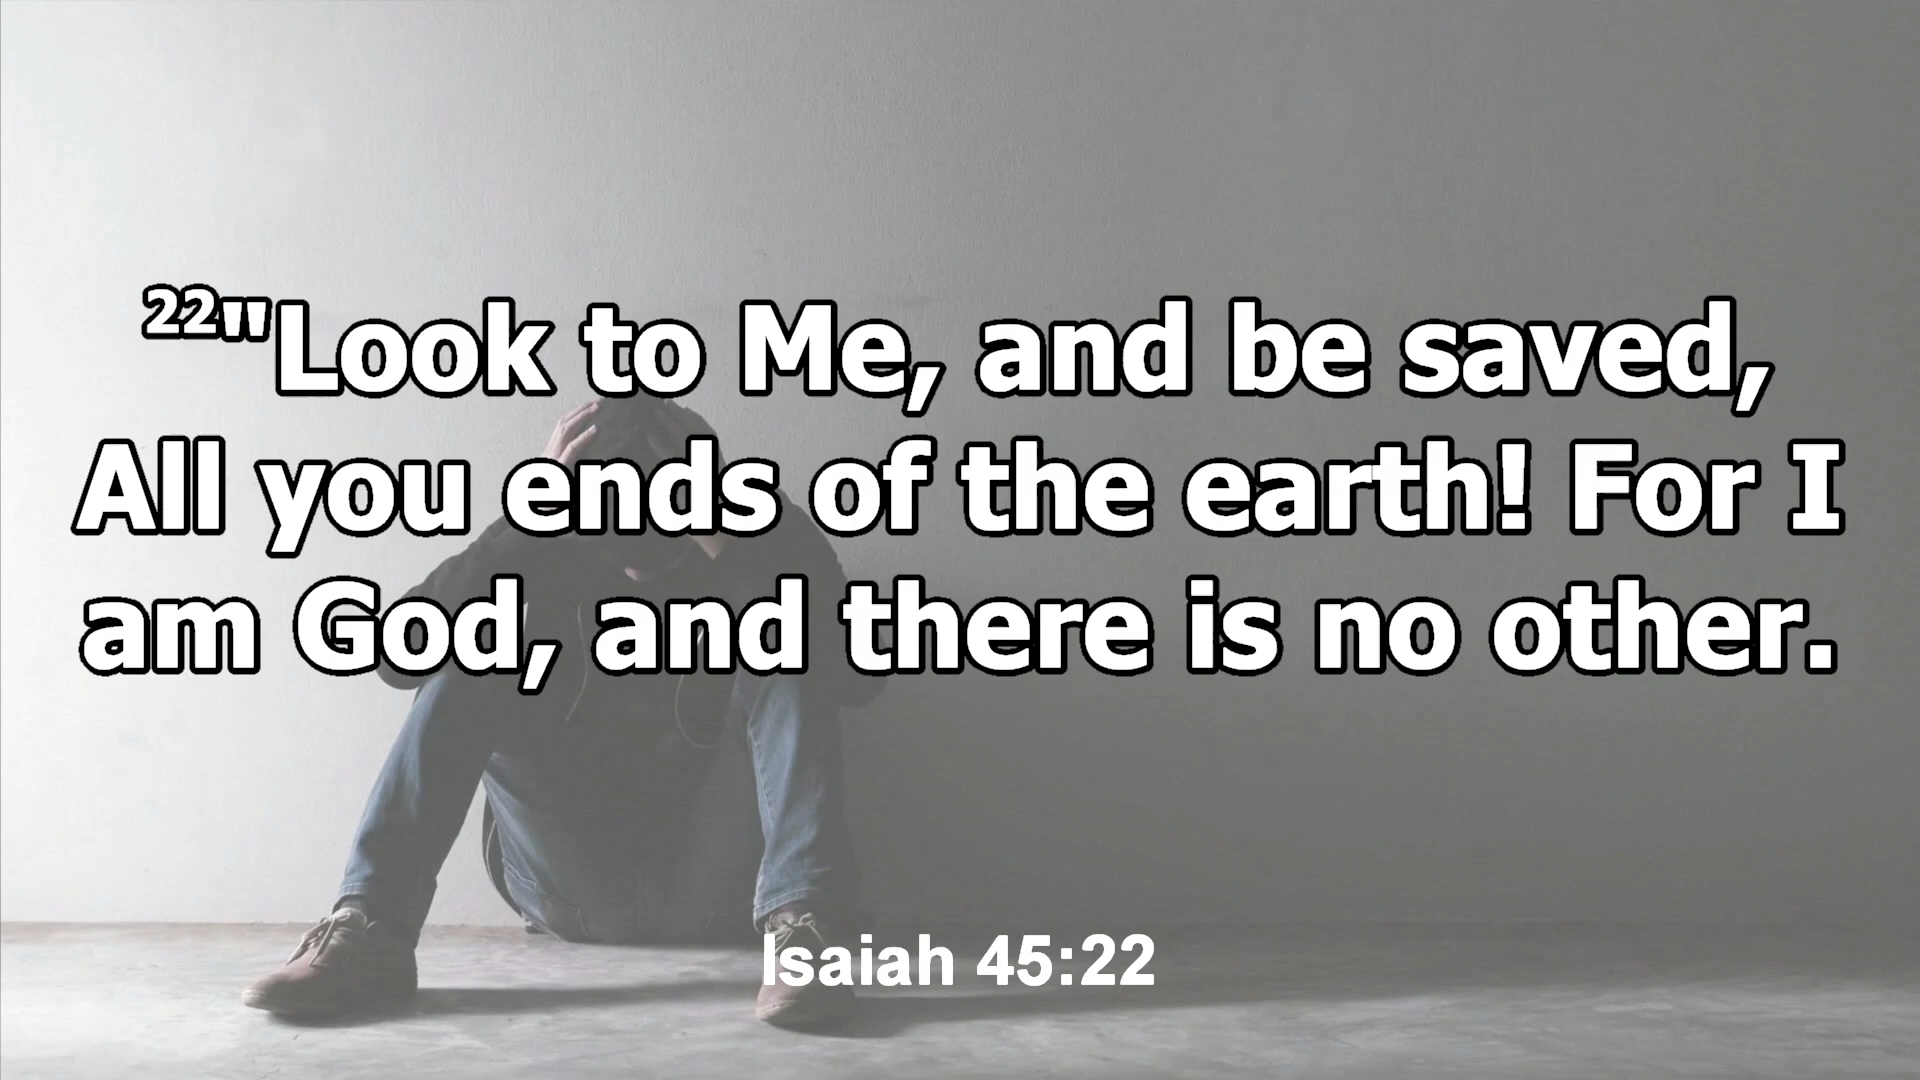 22"Look to Me, and be saved,
All you ends of the earth! For I
am God, and there is no other.
Isaiah 45:22